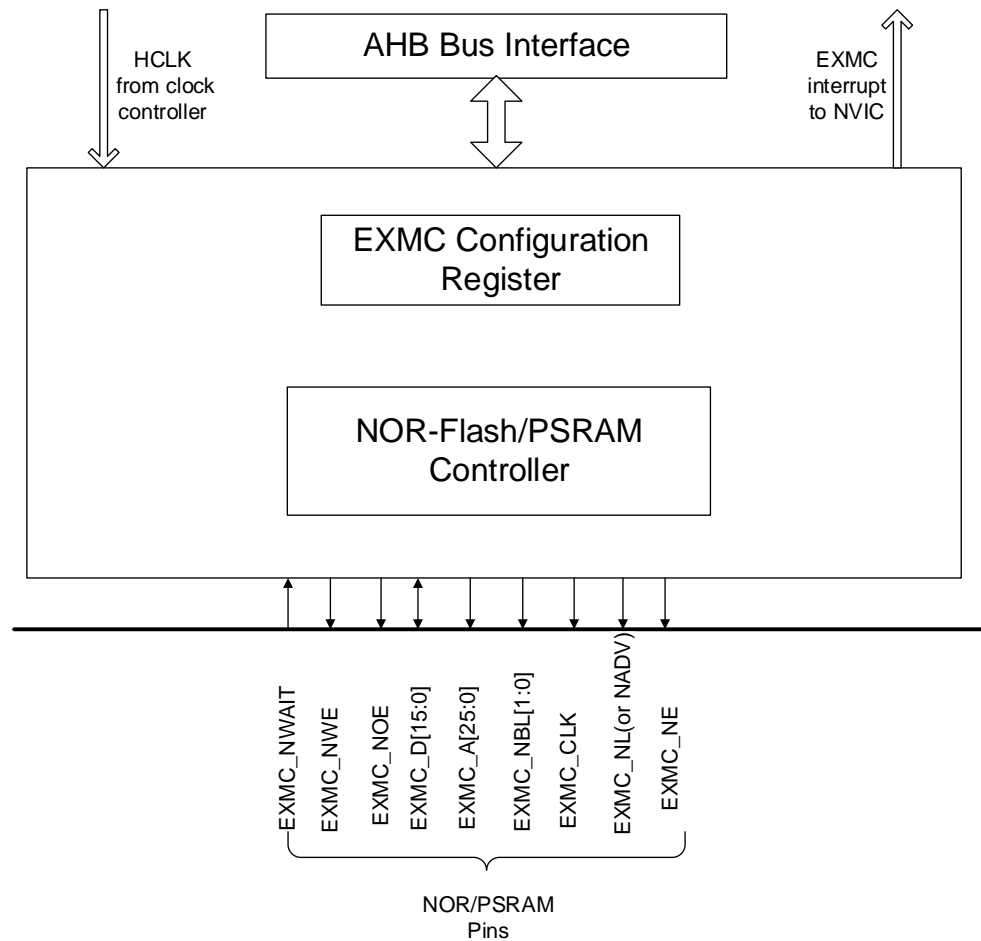 HCLK
from clock
controller
AHB Bus Interface
EXMC
interrupt
to NVIC
EXMC Configuration
Register
NOR-Flash/PSRAM
Controller
EXMC_NWAIT
EXMC_NWE
EXMC_NOE
EXMC_D[15:0]
EXMC_A[25:0]
EXMC_NBL[1:0]
EXMC_CLK
EXMC_NL(or NADV)
EXMC_NE
NOR/PSRAM
Pins